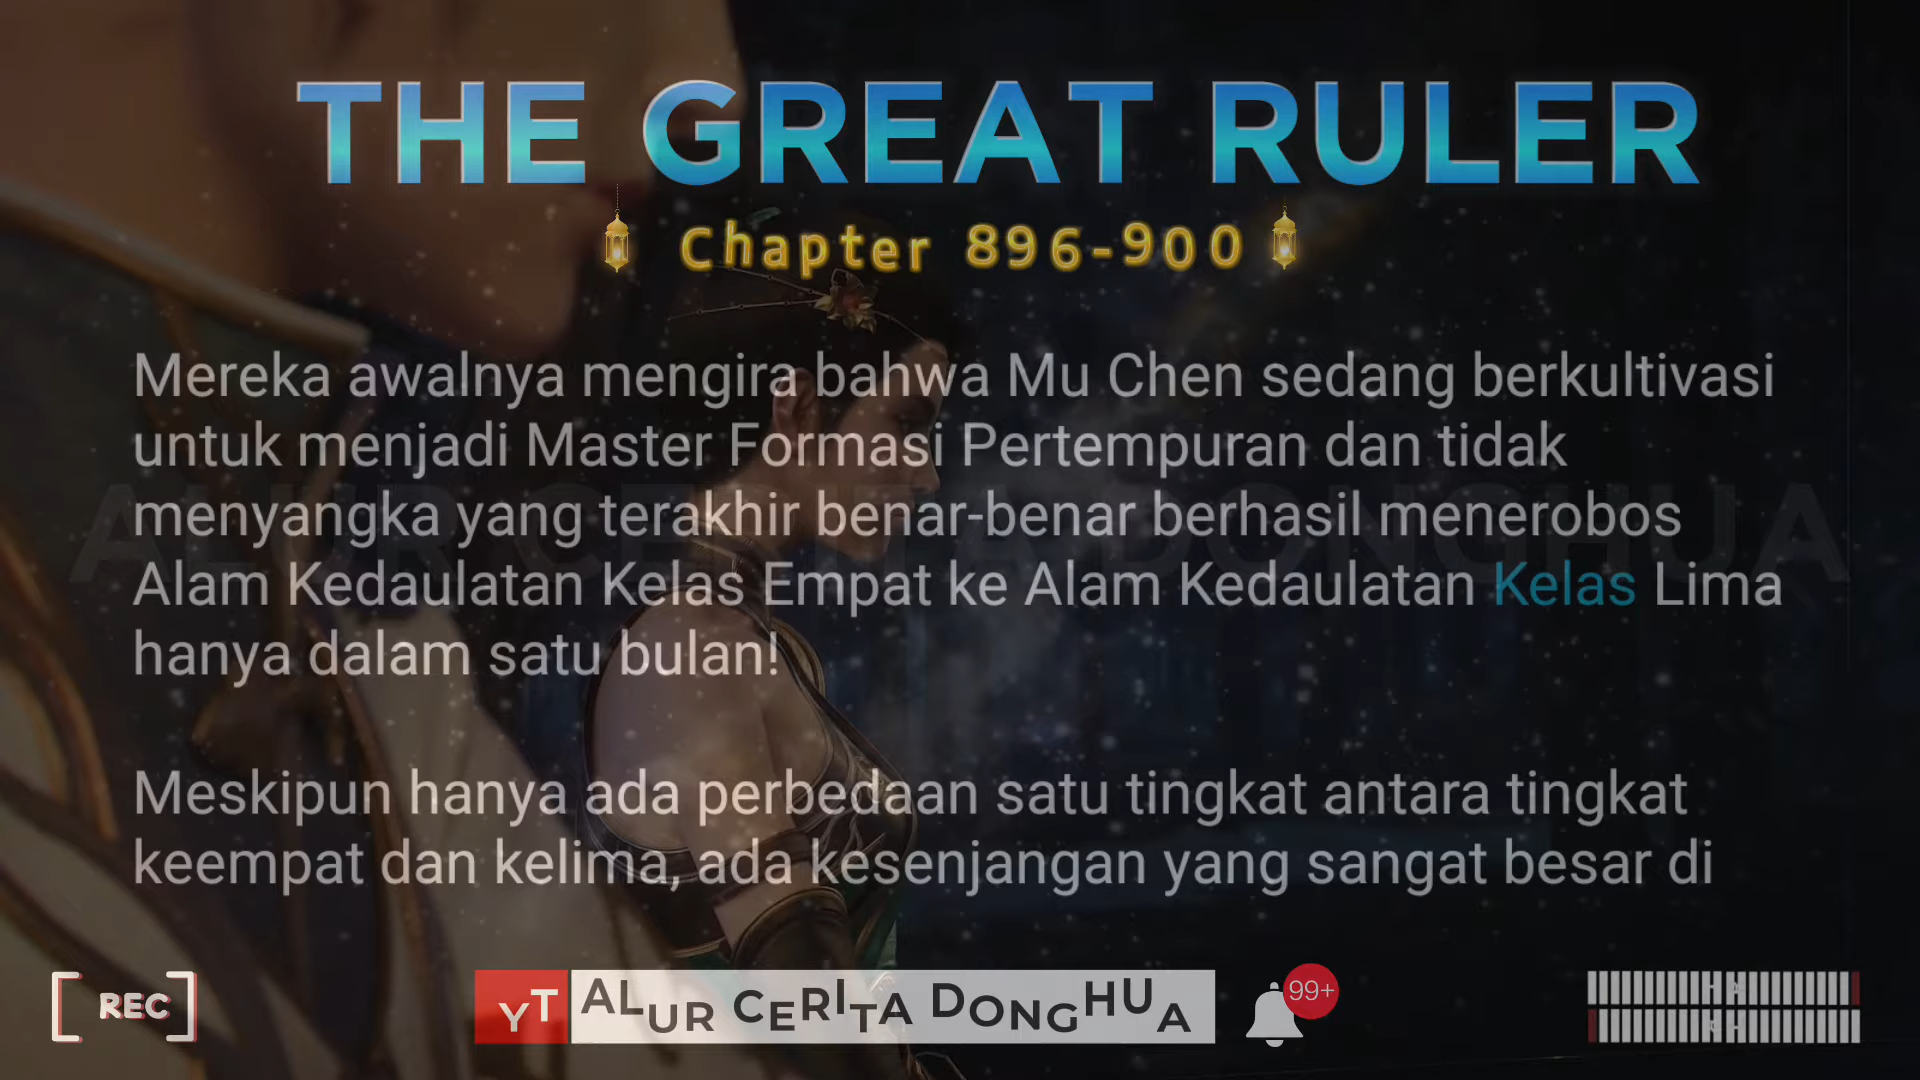 THE GREAT RULER
Chapter 896-900
Mereka awalnya mengira bahwa Mu Chen sedang berkultivasi
untuk menjadi Master Formasi Pertempuran dan tidak
menyangka yang terakhir benar-benar berhasil menerobos
Alam Kedaulatan Kelas Empat ke Alam Kedaulatan Kelas Lima
hanya dalam satu bulan!
Meskipun hanya ada perbedaan satu tingkat antara tingkat
keempat dan kelima, ada kesenjangan yang sangat besar di
ALUR CERITA DONGHUA
REC
YT ALUR CERITA DONGHUA
99+